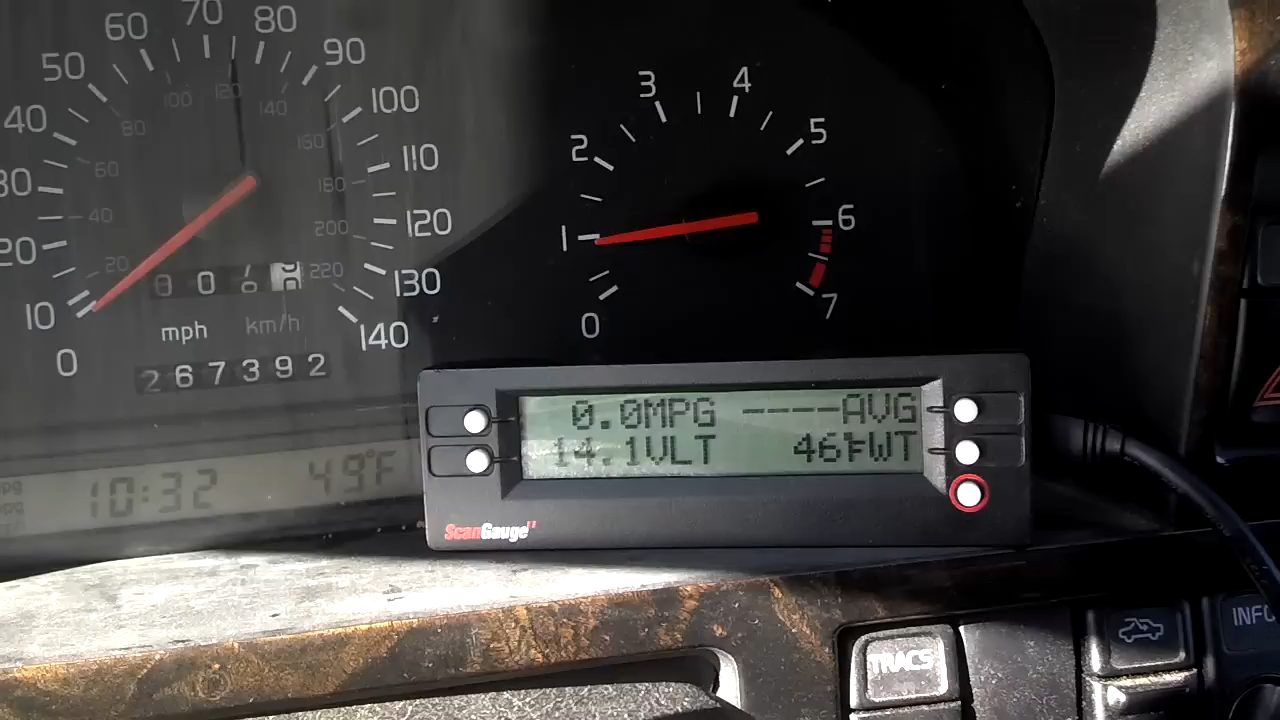 10 20 30 40 50 60 70 80 90 100 110 120 130 140
0
20 40 60 80 100 120 140 160 180 200 220
mph km/h
267392
0 1 2 3 4 5 6 7
10:32 49°F
0.0MPG ----AVG
14.1VLT 46°FWT
ScanGauge II
TRACS
INFO